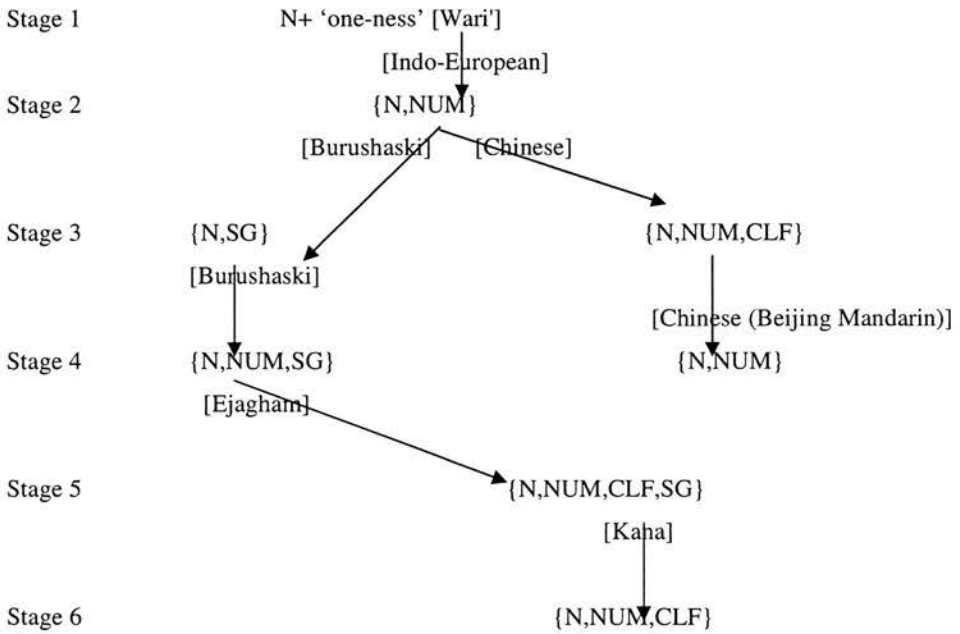 Stage 1 N+ ‘one-ness’ [Wari']
[Indo-European]
Stage 2 {N,NUM}
[Burushaski] [Chinese]
Stage 3 {N,SG} {N,NUM,CLF}
[Burushaski]
[Chinese (Beijing Mandarin)]
Stage 4 {N,NUM,SG} {N,NUM}
[Ejagham]
Stage 5 {N,NUM,CLF,SG}
[Kana]
Stage 6 {N,NUM,CLF}